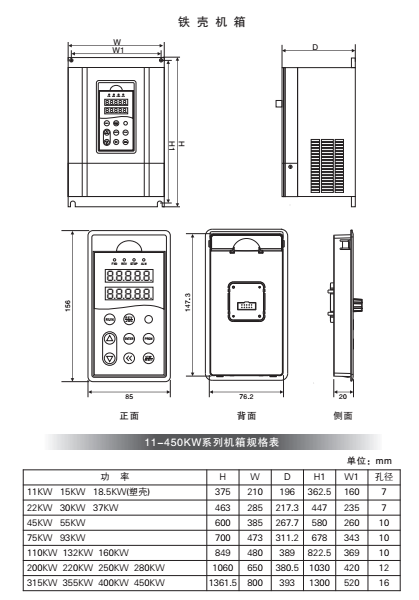 铁壳机箱
W
W1
H1
H
D
156
85
正面
147.3
76.2
背面
20
侧面
11-450KW系列机箱规格表
单位：mm
功 率 H W D H1 W1 孔径
11KW 15KW 18.5KW(塑壳) 375 210 196 362.5 160 7
22KW 30KW 37KW 463 285 217.3 447 235 7
45KW 55KW 600 385 267.7 580 260 10
75KW 93KW 700 473 311.2 678 343 10
110KW 132KW 160KW 849 480 389 822.5 369 10
200KW 220KW 250KW 280KW 1060 650 380.5 1030 420 12
315KW 355KW 400KW 450KW 1361.5 800 393 1300 520 16